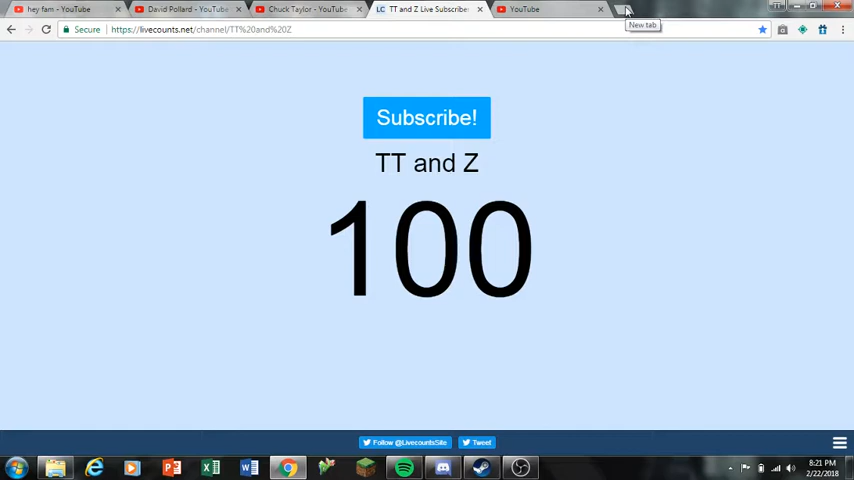 hey fam - YouTube
David Pollard - YouTube
Chuck Taylor - YouTube
LC TT and Z Live Subscriber
YouTube
New tab
Secure https://livecounts.net/channel/TT%20and%20Z
Subscribe!
TT and Z
100
Follow @LivecountsSite
Tweet
8:21 PM
2/22/2018